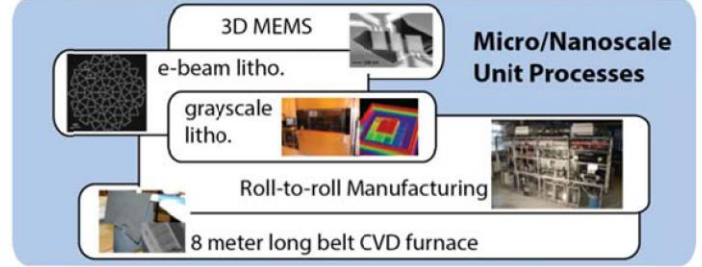 3D MEMS
Micro/Nanoscale
Unit Processes
e-beam litho.
grayscale
litho.
Roll-to-roll Manufacturing
8 meter long belt CVD furnace